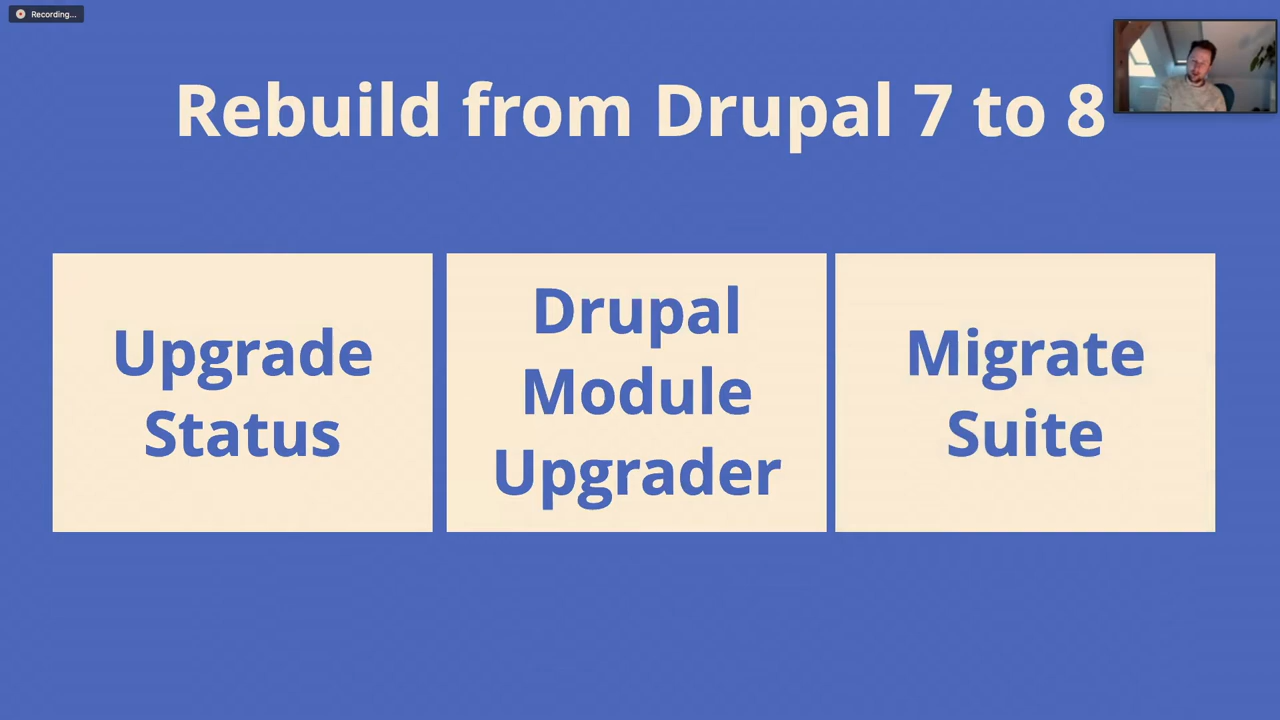 Recording...
Rebuild from Drupal 7 to 8
Upgrade
Status
Drupal
Module
Upgrader
Migrate
Suite